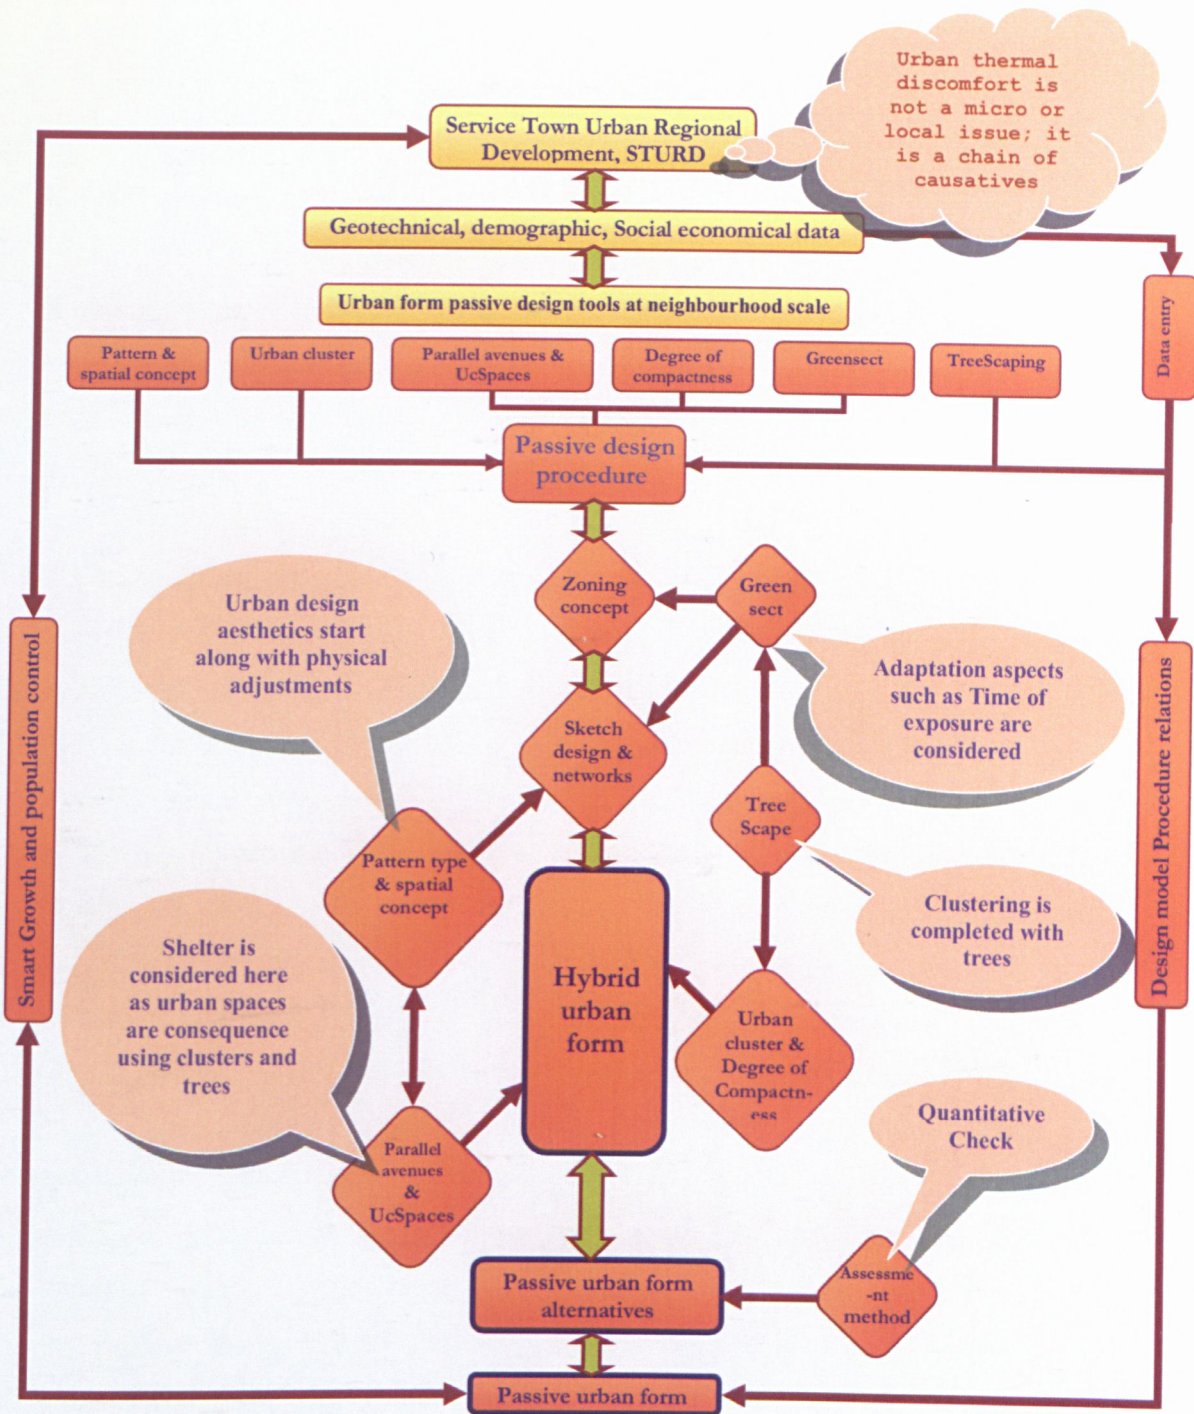 Urban thermal
discomfort is
not a micro or
local issue; it
is a chain of
causatives
Service Town Urban Regional
Development, STURD
Geotechnical, demographic, Social economical data
Urban form passive design tools at neighbourhood scale
Pattern &
spatial concept
Urban cluster
Parallel avenues &
UcSpaces
Degree of
compactness
Greensect
TreeScaping
Data entry
Passive design
procedure
Zoning
concept
Green
sect
Urban design
aesthetics start
along with physical
adjustments
Adaptation aspects
such as Time of
exposure are
considered
Sketch
design &
networks
Tree
Scape
Smart Growth and population control
Design model Procedure relations
Pattern type
& spatial
concept
Clustering is
completed with
trees
Shelter is
considered here
as urban spaces
are consequence
using clusters and
trees
Hybrid
urban
form
Urban
cluster &
Degree of
Compactn-
ess
Parallel
avenues
&
UcSpaces
Quantitative
Check
Passive urban form
alternatives
Assessme
-nt
method
Passive urban form